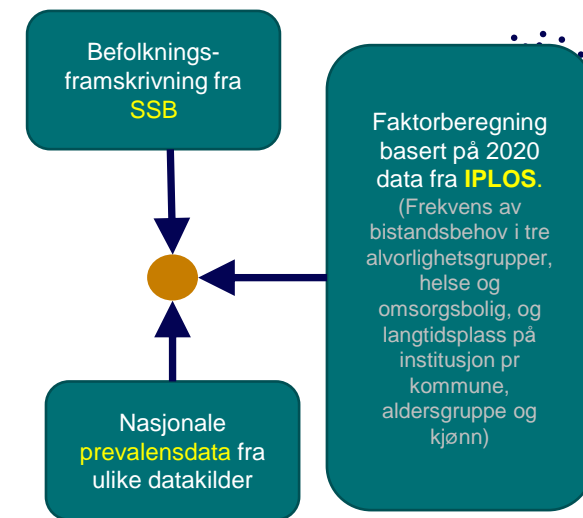 Befolknings-
framskrivning fra
SSB
Faktorberegning
basert på 2020
data fra IPLOS.
(Frekvens av
bistandsbehov i tre
alvorlighetsgrupper,
helse og
omsorgsbolig, og
langtidsplass på
institusjon pr
kommune,
aldersgruppe og
kjønn)
Nasjonale
prevalensdata fra
ulike datakilder